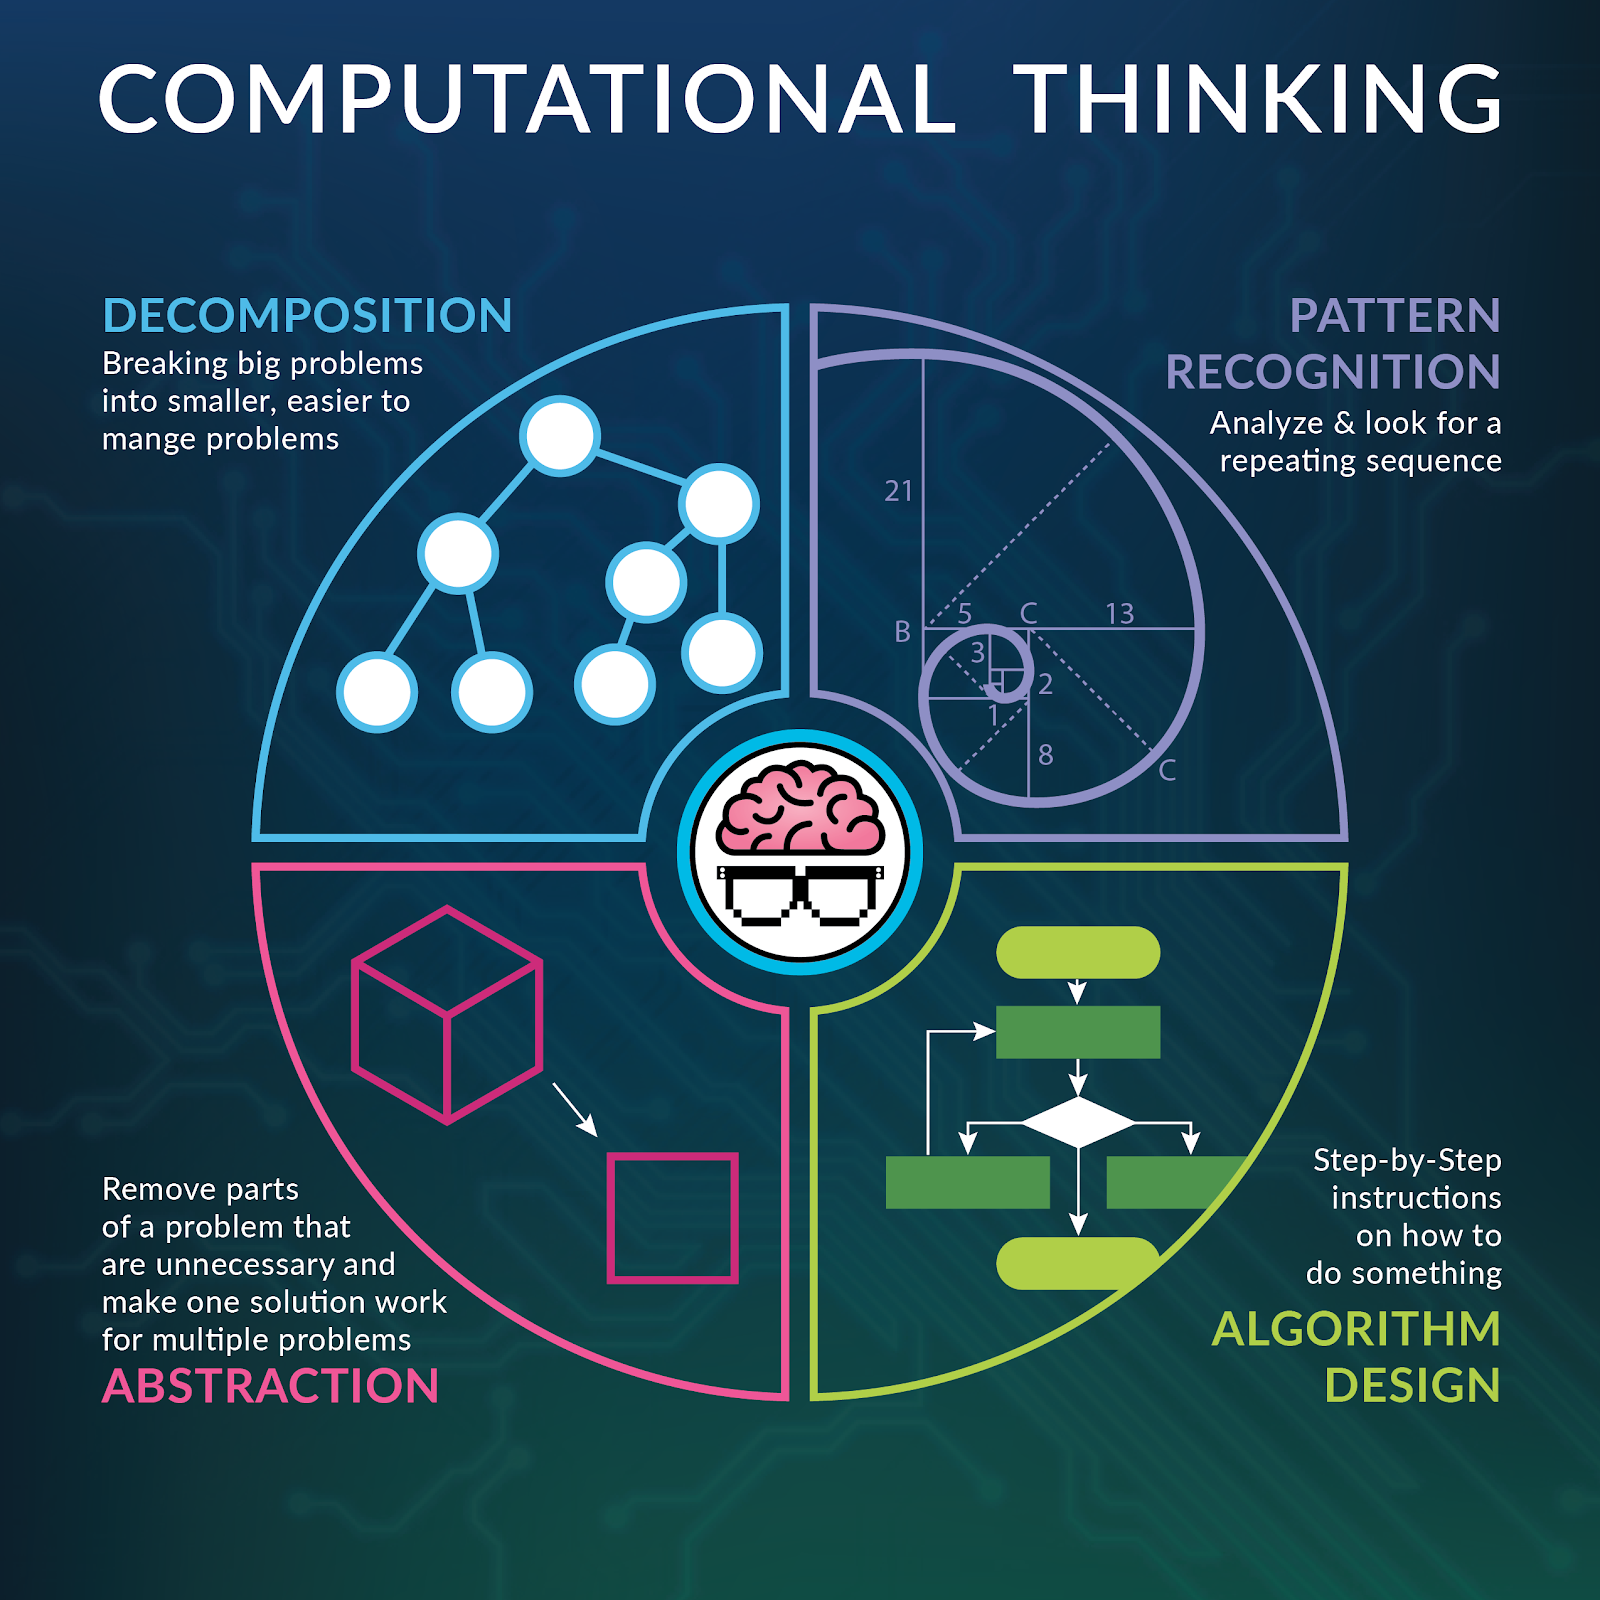 COMPUTATIONAL THINKING
DECOMPOSITION
Breaking big problems
into smaller, easier to
mange problems
PATTERN
RECOGNITION
Analyze & look for a
repeating sequence
21
B
5
C
13
3
2
1
8
C
Remove parts
of a problem that
are unnecessary and
make one solution work
for multiple problems
ABSTRACTION
Step-by-Step
instructions
on how to
do something
ALGORITHM
DESIGN